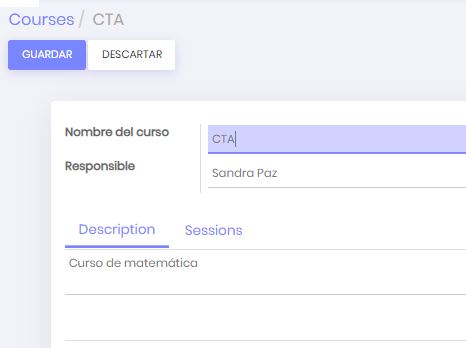 Courses / CTA
GUARDAR DESCARTAR
Nombre del curso CTA
Responsible Sandra Paz
Description Sessions
Curso de matemática